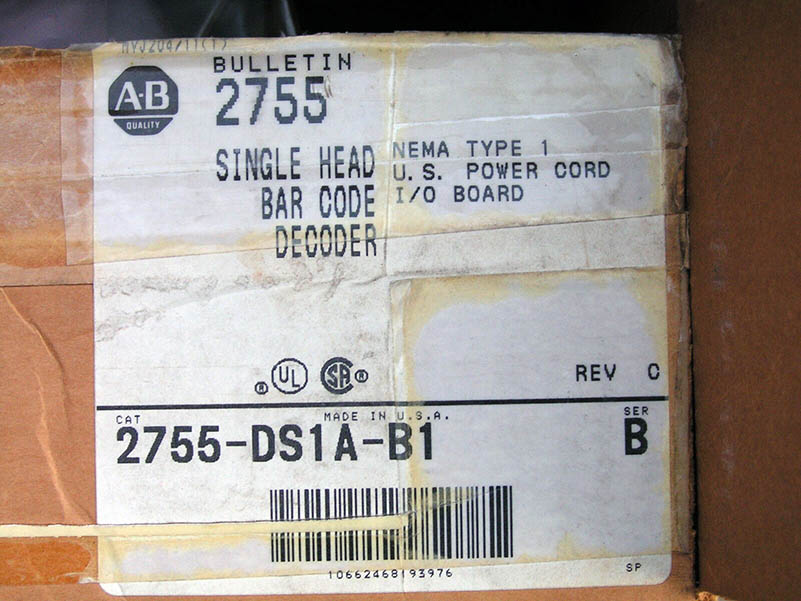 BULLETIN
2755
A-B
QUALITY
SINGLE HEAD
BAR CODE
DECODER
NEMA TYPE 1
U.S. POWER CORD
I/O BOARD
® UL SA ®
REV C
CAT
MADE IN U.S.A.
SER
2755-DS1A-B1
B
10662468193976
SP